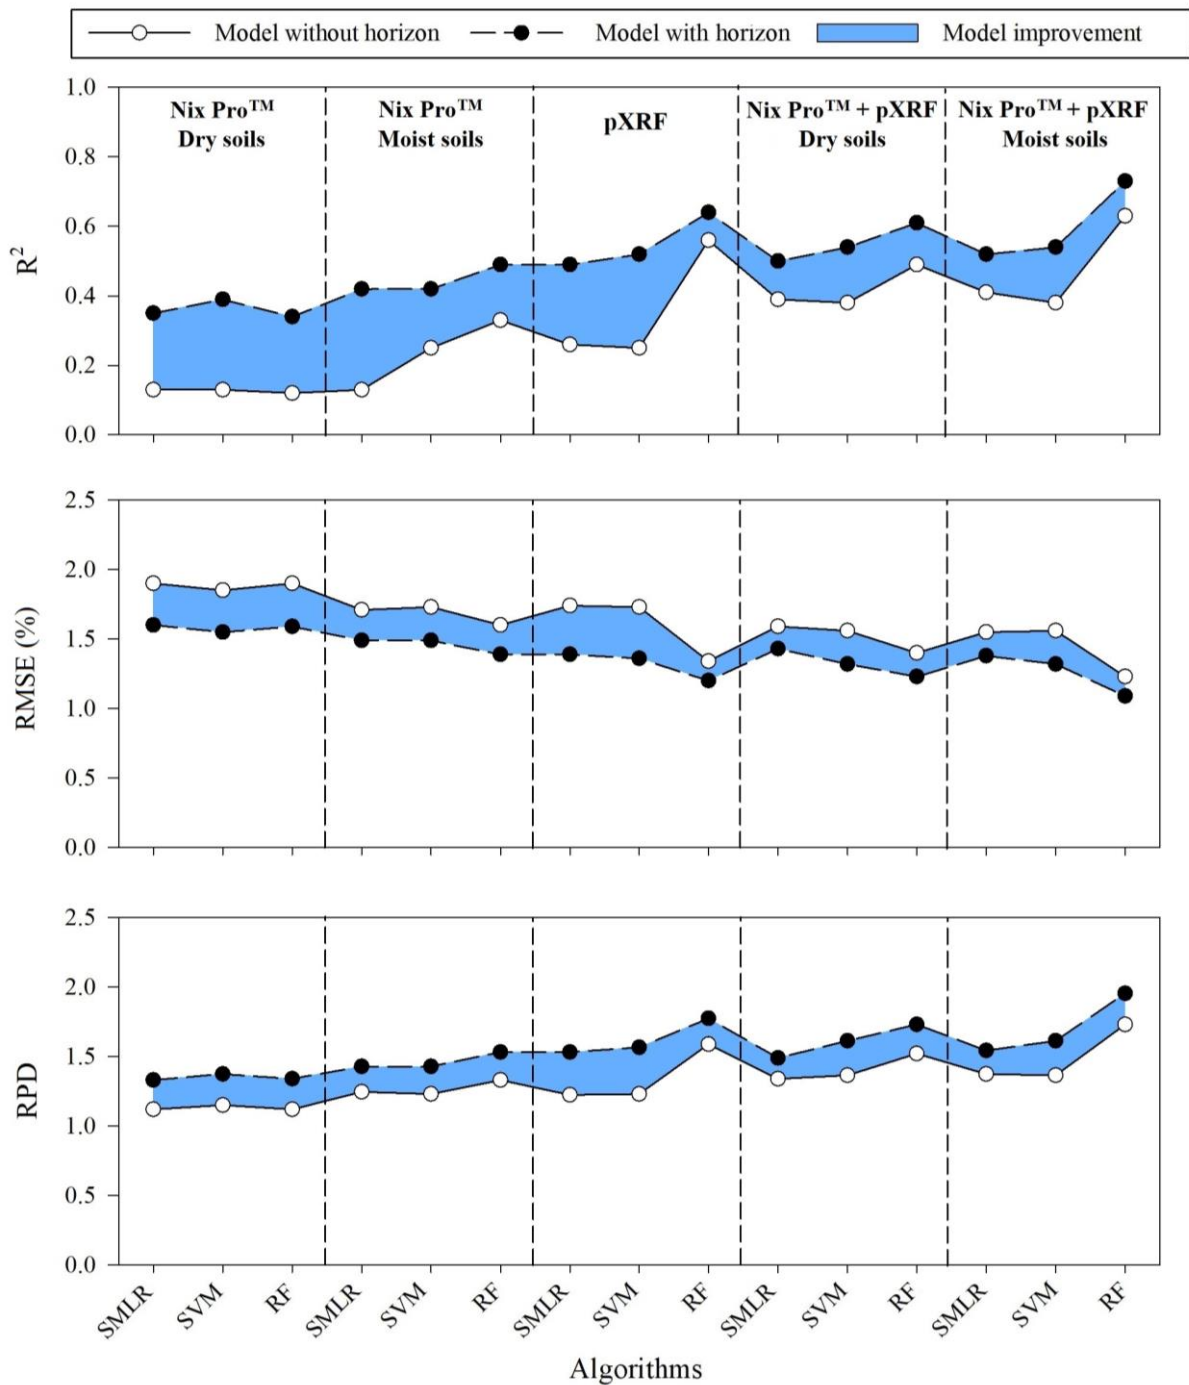 Model without horizon Model with horizon Model improvement
Nix Pro™ Nix Pro™ pXRF Nix Pro™ + pXRF Nix Pro™ + pXRF
Dry soils Moist soils Dry soils Moist soils
R²
1.0
0.8
0.6
0.4
0.2
0.0
RMSE (%)
2.5
2.0
1.5
1.0
0.5
0.0
RPD
2.5
2.0
1.5
1.0
0.5
0.0
SMLR SVM RF SMLR SVM RF SMLR SVM RF SMLR SVM RF SMLR SVM RF
Algorithms